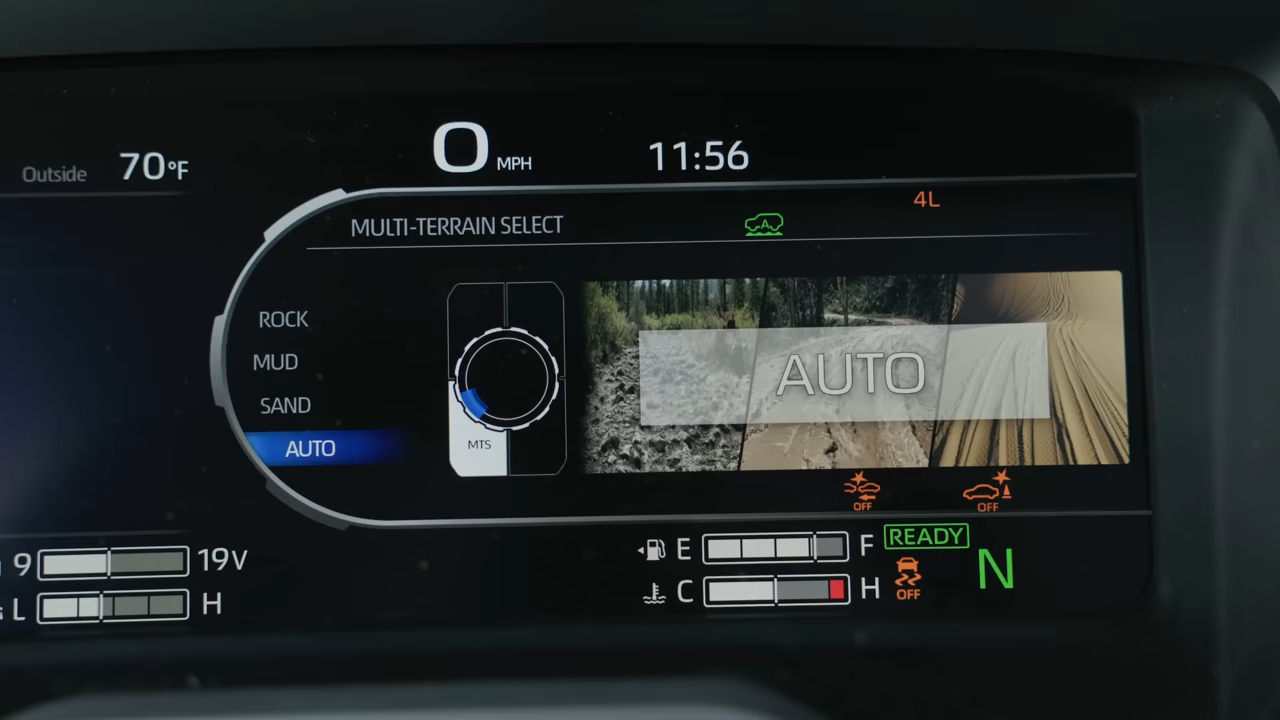 Outside 70°F
0 MPH
11:56
4L
MULTI-TERRAIN SELECT
A
ROCK
MUD
SAND
AUTO
MTS
AUTO
OFF
OFF
9 19V
L H
E F
C H
READY
OFF
N